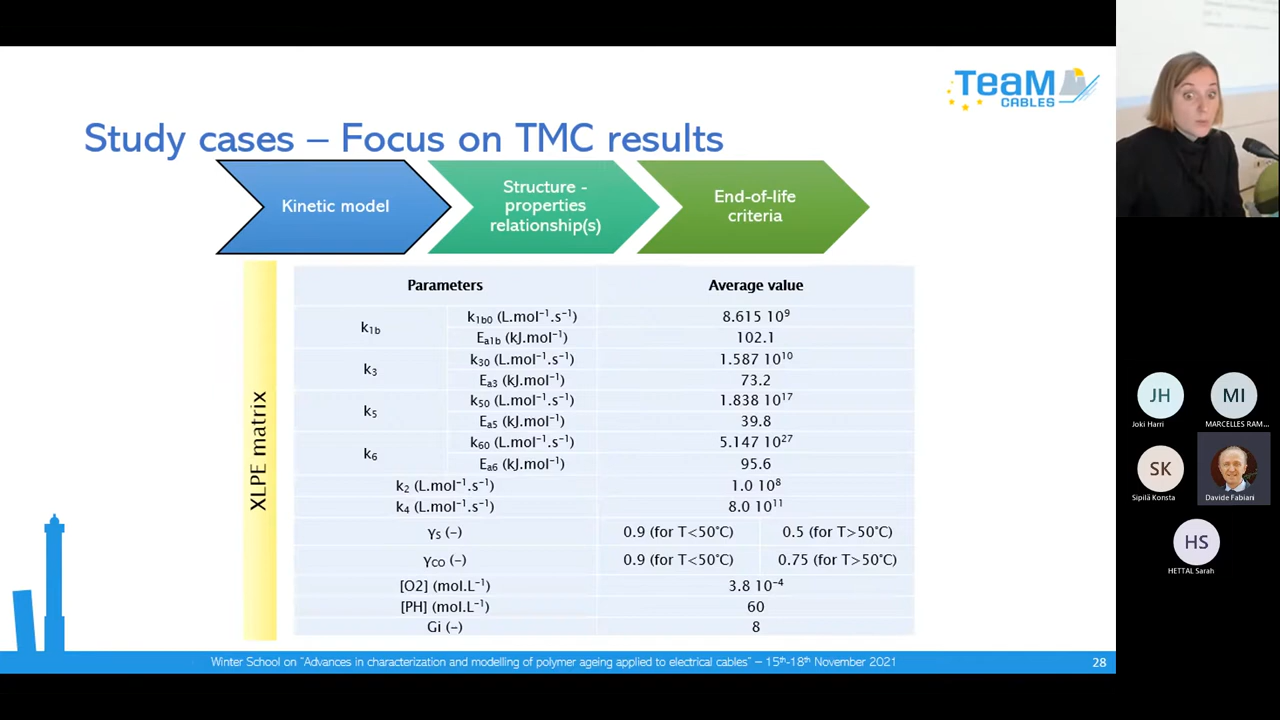 TeaM
CABLES
Study cases – Focus on TMC results
Kinetic model
Structure -
properties
relationship(s)
End-of-life
criteria
XLPE matrix
Parameters Average value
k₁b k₁b₀ (L.mol⁻¹.s⁻¹) 8.615 10⁹
Eₐ₁b (kJ.mol⁻¹) 102.1
k₃ k₃₀ (L.mol⁻¹.s⁻¹) 1.587 10¹⁰
Eₐ₃ (kJ.mol⁻¹) 73.2
k₅ k₅₀ (L.mol⁻¹.s⁻¹) 1.838 10¹⁷
Eₐ₅ (kJ.mol⁻¹) 39.8
k₆ k₆₀ (L.mol⁻¹.s⁻¹) 5.147 10²⁷
Eₐ₆ (kJ.mol⁻¹) 95.6
k₂ (L.mol⁻¹.s⁻¹) 1.0 10⁸
k₄ (L.mol⁻¹.s⁻¹) 8.0 10¹¹
γS (–) 0.9 (for T<50°C) 0.5 (for T>50°C)
γCO (–) 0.9 (for T<50°C) 0.75 (for T>50°C)
[O2] (mol.L⁻¹) 3.8 10⁻⁴
[PH] (mol.L⁻¹) 60
Gi (–) 8
Winter School on "Advances in characterization and modelling of polymer ageing applied to electrical cables" – 15th-18th November 2021
28
JH
Joki Harri
MI
MARCELLES RAM...
SK
Sipilä Konsta
Davide Fabiani
HS
HETTAL Sarah